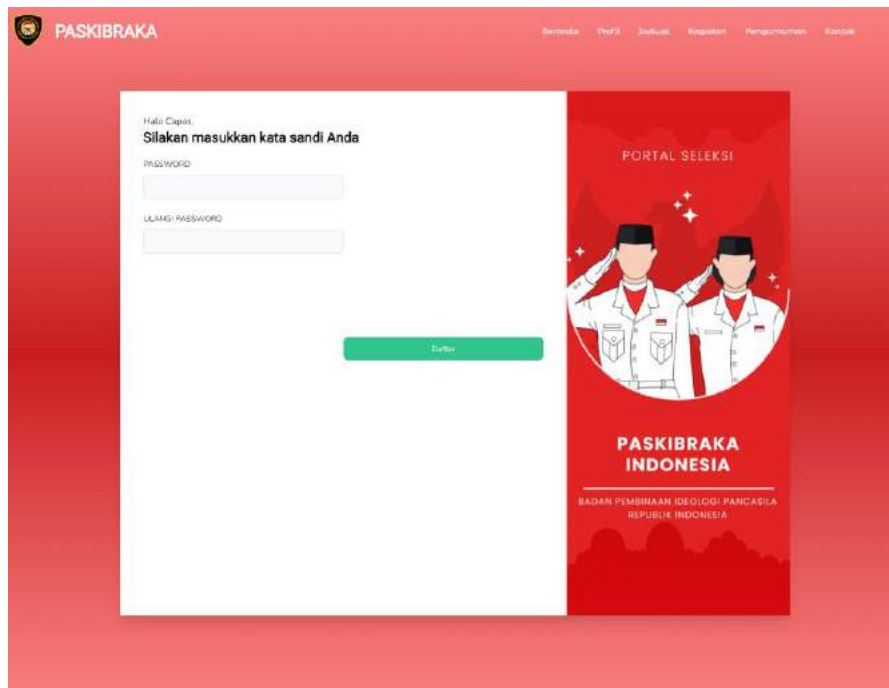 PASKIBRAKA
Beranda Profil Jadwal Kegiatan Pengumuman Kontak
Halo Capas,
Silakan masukkan kata sandi Anda
PASSWORD
ULANGI PASSWORD
Daftar
PORTAL SELEKSI
PASKIBRAKA
INDONESIA
BADAN PEMBINAAN IDEOLOGI PANCASILA
REPUBLIK INDONESIA